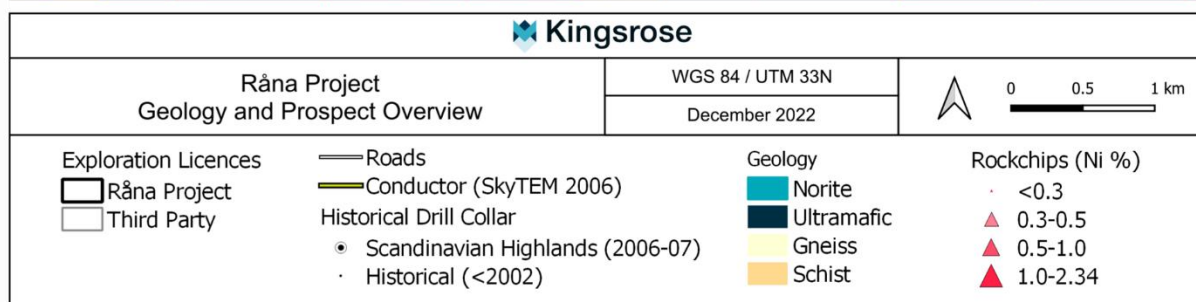 Kingsrose
Råna Project
Geology and Prospect Overview
WGS 84 / UTM 33N
December 2022
0 0.5 1 km
Exploration Licences
Råna Project
Third Party
Roads
Conductor (SkyTEM 2006)
Historical Drill Collar
Scandinavian Highlands (2006-07)
Historical (<2002)
Geology
Norite
Ultramafic
Gneiss
Schist
Rockchips (Ni %)
<0.3
0.3-0.5
0.5-1.0
1.0-2.34